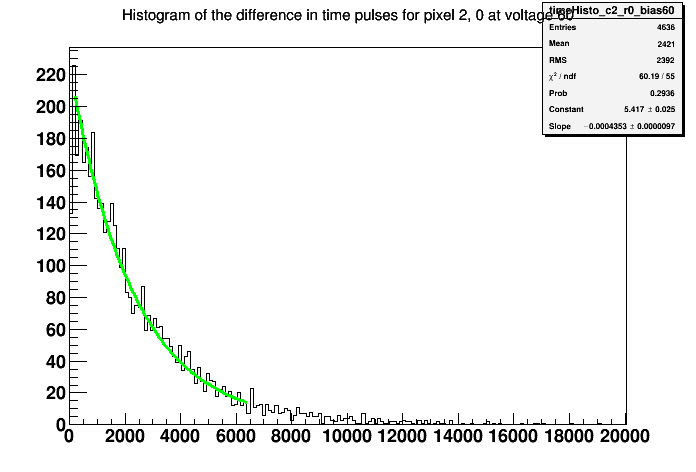 Histogram of the difference in time pulses for pixel 2, 0 at voltage 60
timeHisto_c2_r0_bias60
Entries 4636
Mean 2421
RMS 2392
χ² / ndf 60.19 / 55
Prob 0.2936
Constant 5.417 ± 0.025
Slope −0.0004353 ± 0.0000097
220
200
180
160
140
120
100
80
60
40
20
0
0 2000 4000 6000 8000 10000 12000 14000 16000 18000 20000